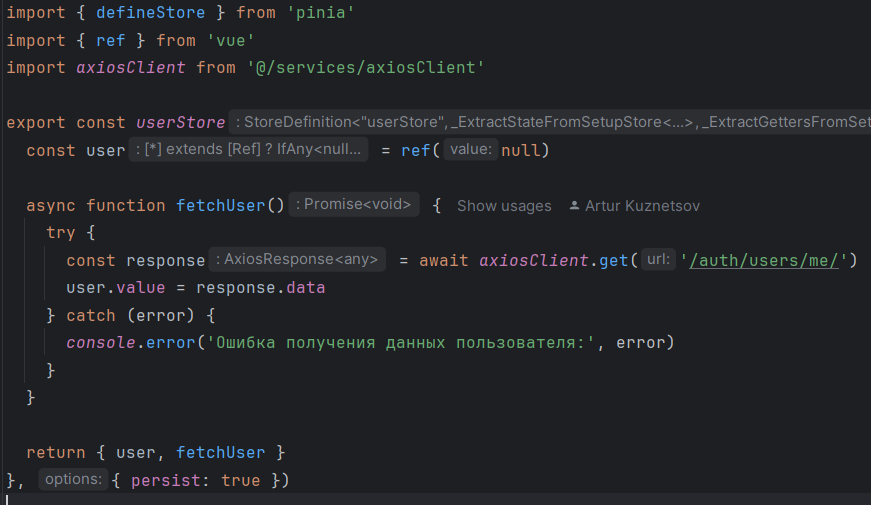 import { defineStore } from 'pinia'
import { ref } from 'vue'
import axiosClient from '@/services/axiosClient'
export const userStore : StoreDefinition<"userStore",_ExtractStateFromSetupStore<...>,_ExtractGettersFromSet
const user : [*] extends [Ref] ? IfAny<null... = ref( value: null)
async function fetchUser() : Promise<void> { Show usages Artur Kuznetsov
try {
const response : AxiosResponse<any> = await axiosClient.get( url: '/auth/users/me/')
user.value = response.data
} catch (error) {
console.error('Ошибка получения данных пользователя:', error)
}
}
return { user, fetchUser }
}, options: { persist: true })